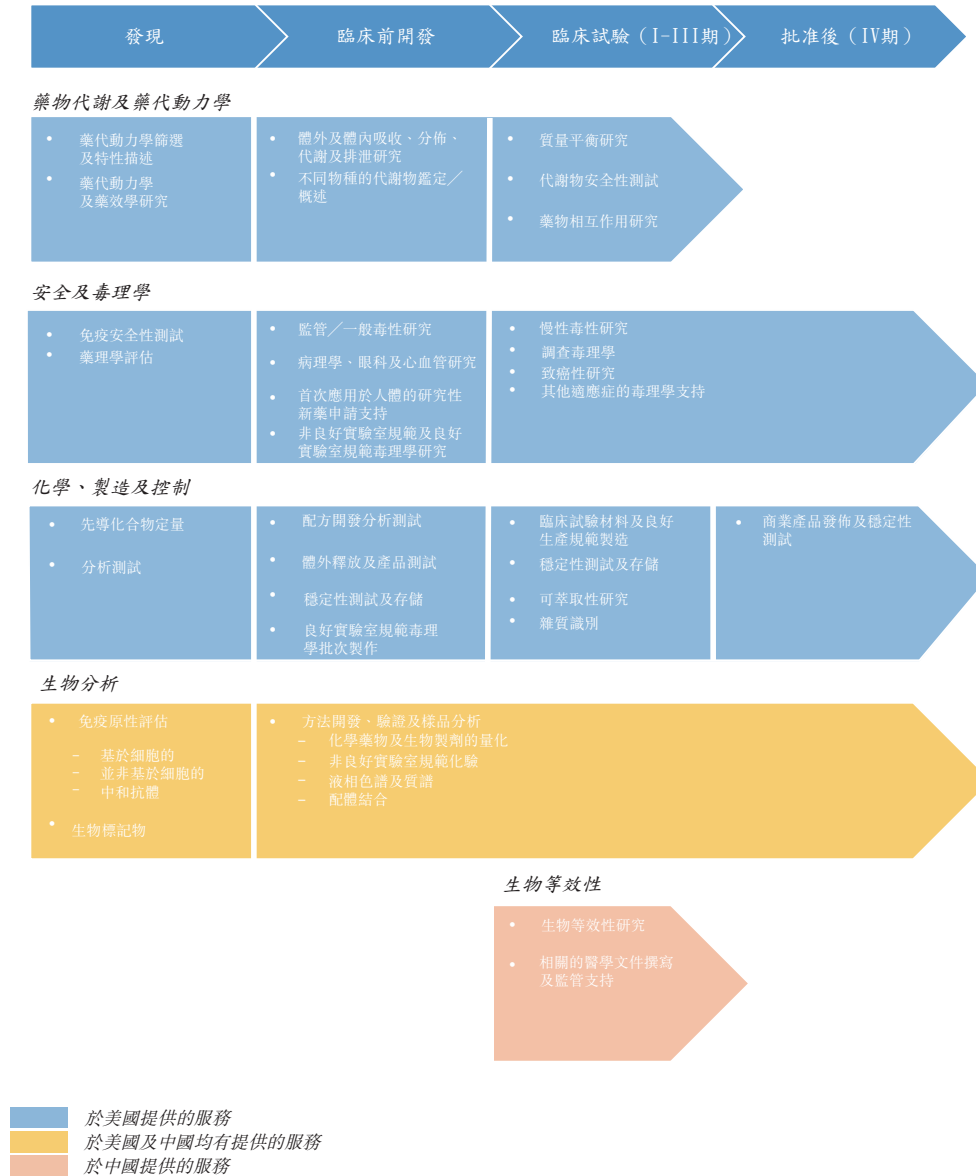 發現
臨床前開發
臨床試驗（I-III期）
批准後（IV期）
藥物代謝及藥代動力學
• 藥代動力學篩選
及特性描述
• 藥代動力學
及藥效學研究
• 體外及體內吸收、分佈、
代謝及排泄研究
• 不同物種的代謝物鑑定／
概述
• 質量平衡研究
• 代謝物安全性測試
• 藥物相互作用研究
安全及毒理學
• 免疫安全性測試
• 藥理學評估
• 監管／一般毒性研究
• 病理學、眼科及心血管研究
• 首次應用於人體的研究性
新藥申請支持
• 非良好實驗室規範及良好
實驗室規範毒理學研究
• 慢性毒性研究
• 調查毒理學
• 致癌性研究
• 其他適應症的毒理學支持
化學、製造及控制
• 先導化合物定量
• 分析測試
• 配方開發分析測試
• 體外釋放及產品測試
• 穩定性測試及存儲
• 良好實驗室規範毒理
學批次製作
• 臨床試驗材料及良好
生產規範製造
• 穩定性測試及存儲
• 可萃取性研究
• 雜質識別
• 商業產品發佈及穩定性
測試
生物分析
• 免疫原性評估
– 基於細胞的
– 並非基於細胞的
– 中和抗體
• 生物標記物
• 方法開發、驗證及樣品分析
– 化學藥物及生物製劑的量化
– 非良好實驗室規範化驗
– 液相色譜及質譜
– 配體結合
生物等效性
• 生物等效性研究
• 相關的醫學文件撰寫
及監管支持
於美國提供的服務
於美國及中國均有提供的服務
於中國提供的服務